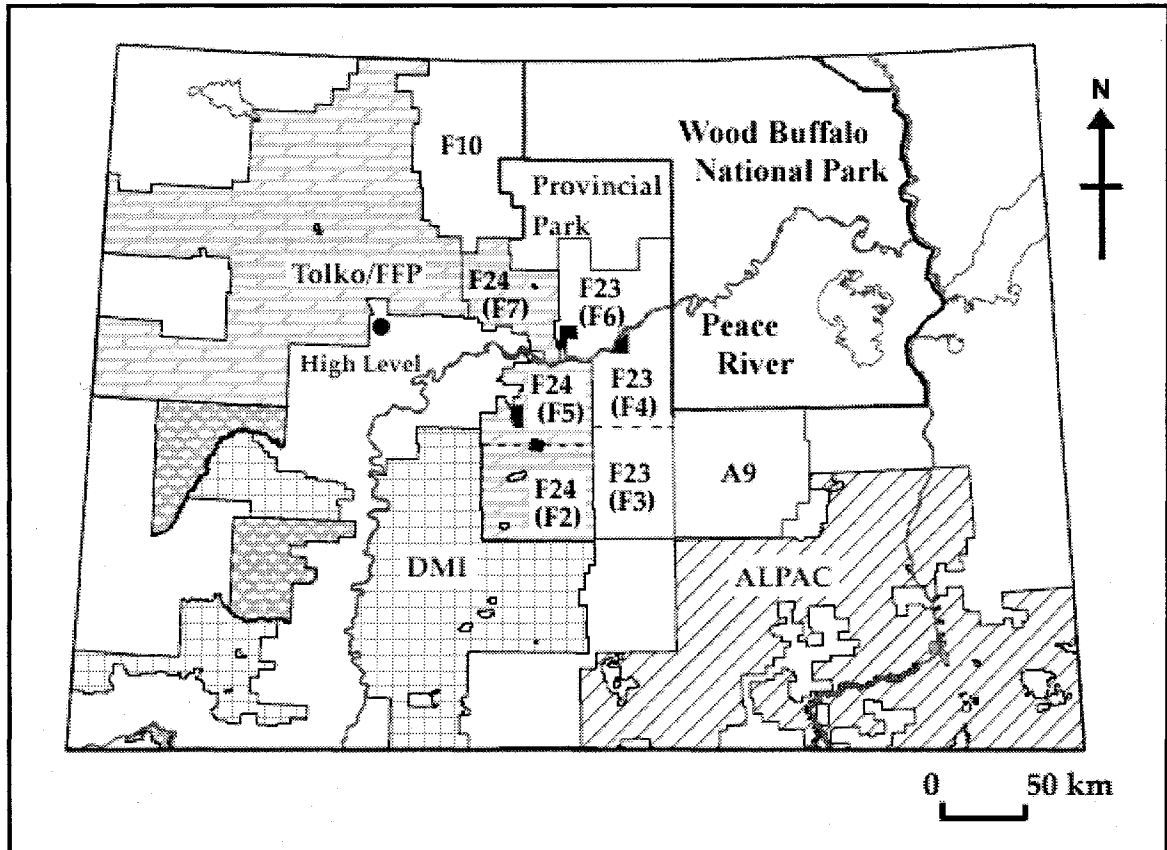 N
Wood Buffalo
National Park
F10
Provincial
Park
Tolko/FFP
F24
(F7)
F23
(F6)
Peace
River
High Level
F24
(F5)
F23
(F4)
F24
(F2)
F23
(F3)
A9
DMI
ALPAC
0 50 km